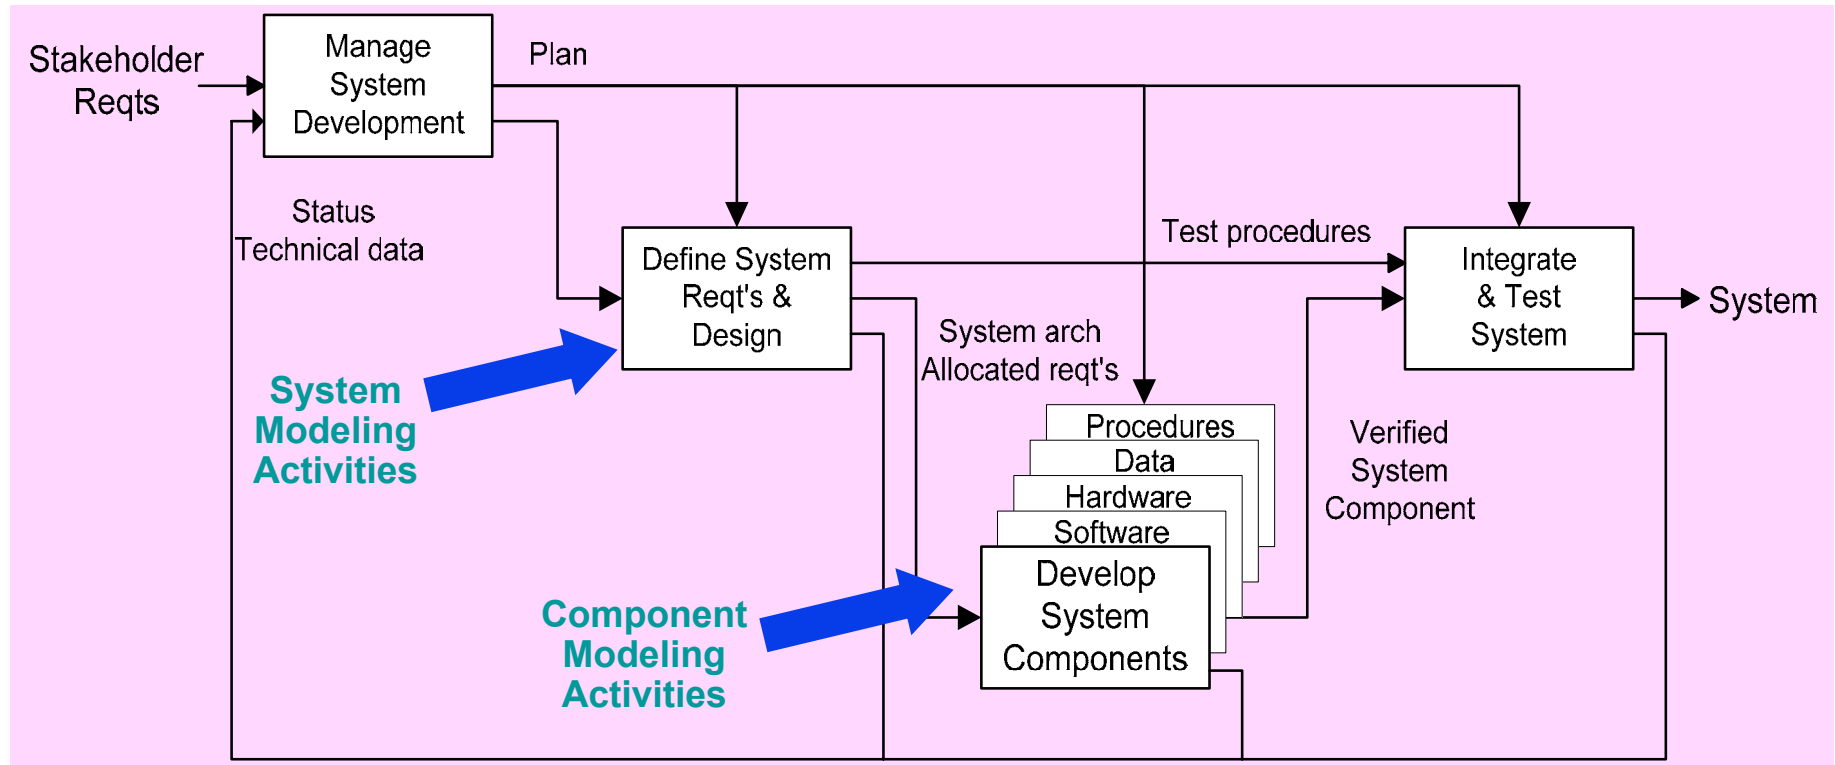 Stakeholder
Reqts
Manage
System
Development
Plan
Status
Technical data
Define System
Reqt's &
Design
Test procedures
Integrate
& Test
System
System
System arch
Allocated reqt's
System
Modeling
Activities
Procedures
Data
Hardware
Software
Develop
System
Components
Verified
System
Component
Component
Modeling
Activities